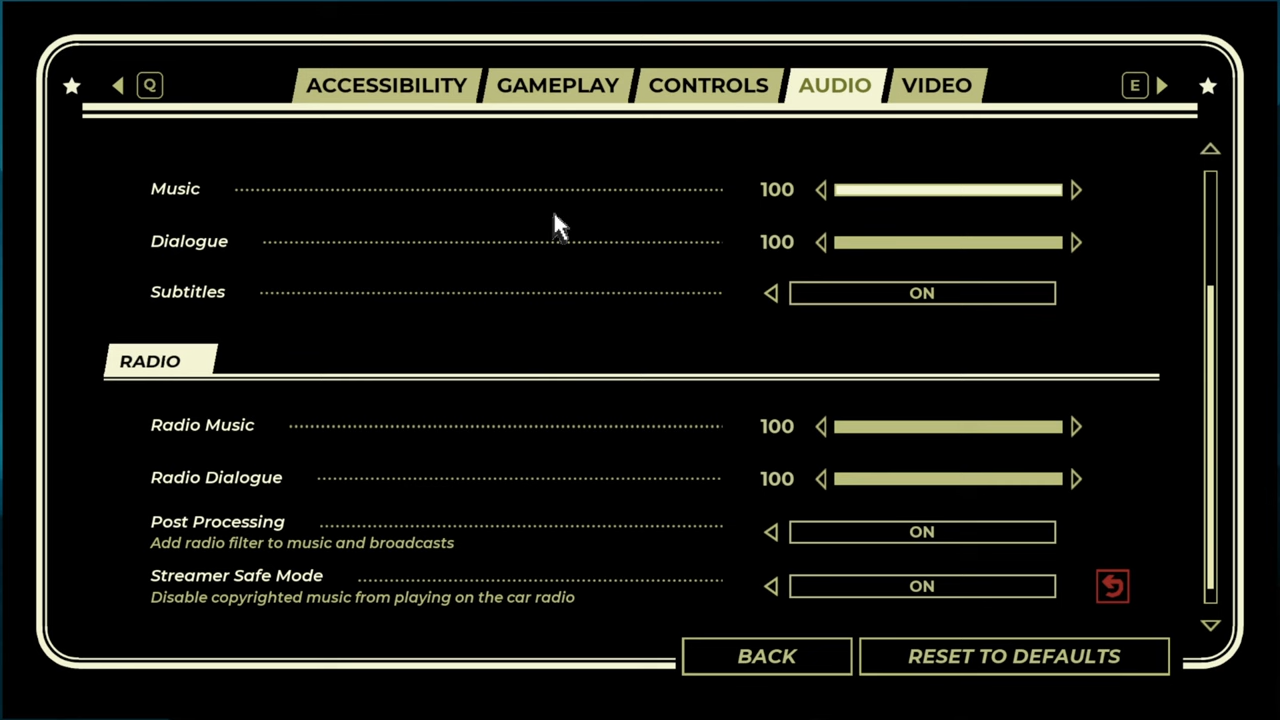 Q ACCESSIBILITY GAMEPLAY CONTROLS AUDIO VIDEO E
Music 100
Dialogue 100
Subtitles ON
RADIO
Radio Music 100
Radio Dialogue 100
Post Processing ON
Add radio filter to music and broadcasts
Streamer Safe Mode ON
Disable copyrighted music from playing on the car radio
BACK RESET TO DEFAULTS